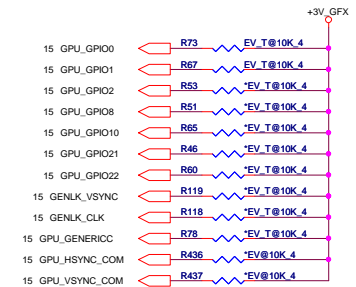 +3V_GFX
15 GPU_GPIO0 R73 EV_T@10K_4
15 GPU_GPIO1 R67 EV_T@10K_4
15 GPU_GPIO2 R53 *EV_T@10K_4
15 GPU_GPIO8 R51 *EV_T@10K_4
15 GPU_GPIO10 R65 *EV_T@10K_4
15 GPU_GPIO21 R46 *EV_T@10K_4
15 GPU_GPIO22 R60 *EV_T@10K_4
15 GENLK_VSYNC R119 *EV_T@10K_4
15 GENLK_CLK R118 *EV_T@10K_4
15 GPU_GENERICC R78 *EV_T@10K_4
15 GPU_HSYNC_COM R436 *EV@10K_4
15 GPU_VSYNC_COM R437 *EV@10K_4